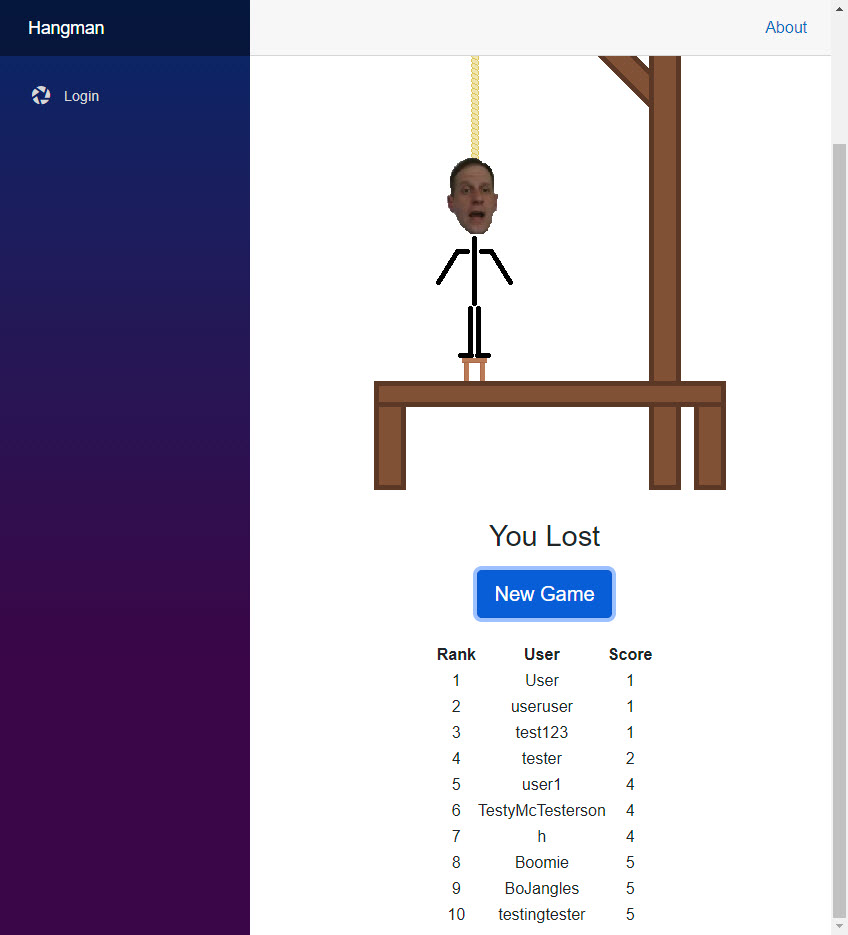 Hangman
About
Login
You Lost
New Game
Rank User Score
1 User 1
2 useruser 1
3 test123 1
4 tester 2
5 user1 4
6 TestyMcTesterson 4
7 h 4
8 Boomie 5
9 BoJangles 5
10 testingtester 5